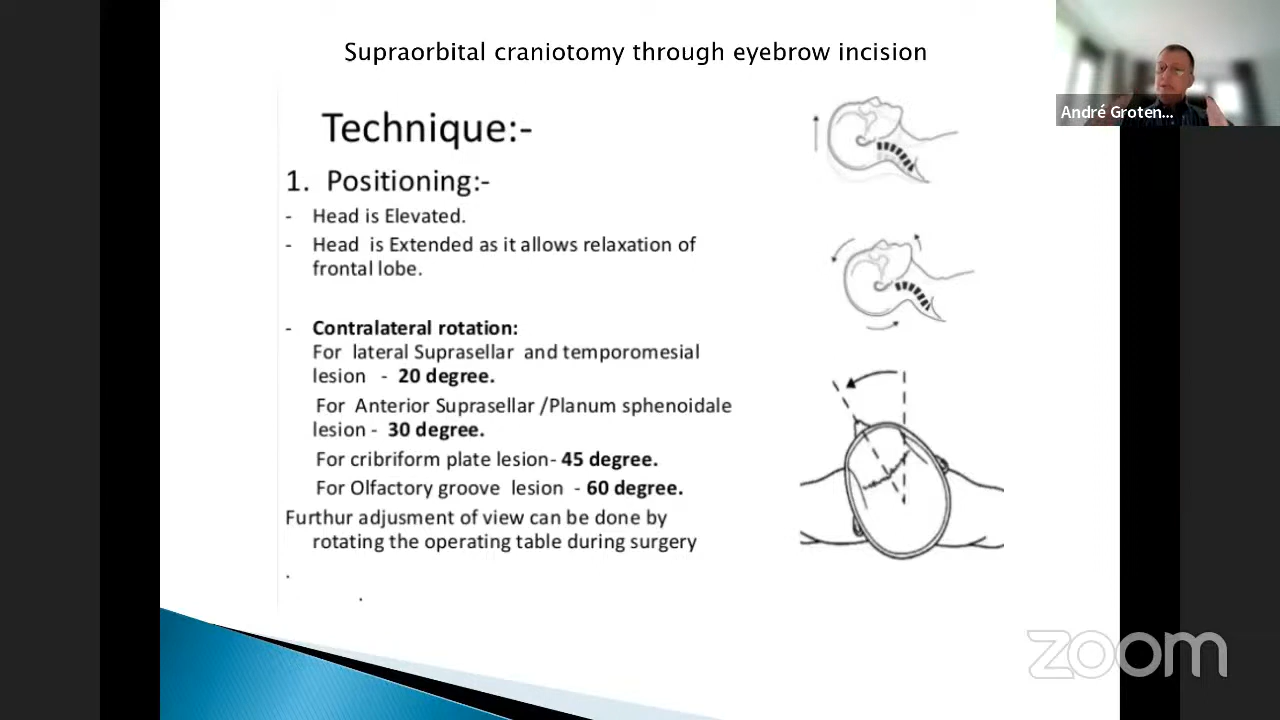 Supraorbital craniotomy through eyebrow incision
André Groten...
Technique:-
1. Positioning:-
- Head is Elevated.
- Head is Extended as it allows relaxation of
frontal lobe.
- Contralateral rotation:
For lateral Suprasellar and temporomesial
lesion - 20 degree.
For Anterior Suprasellar /Planum sphenoidale
lesion - 30 degree.
For cribriform plate lesion- 45 degree.
For Olfactory groove lesion - 60 degree.
Furthur adjusment of view can be done by
rotating the operating table during surgery
.
.
zoom